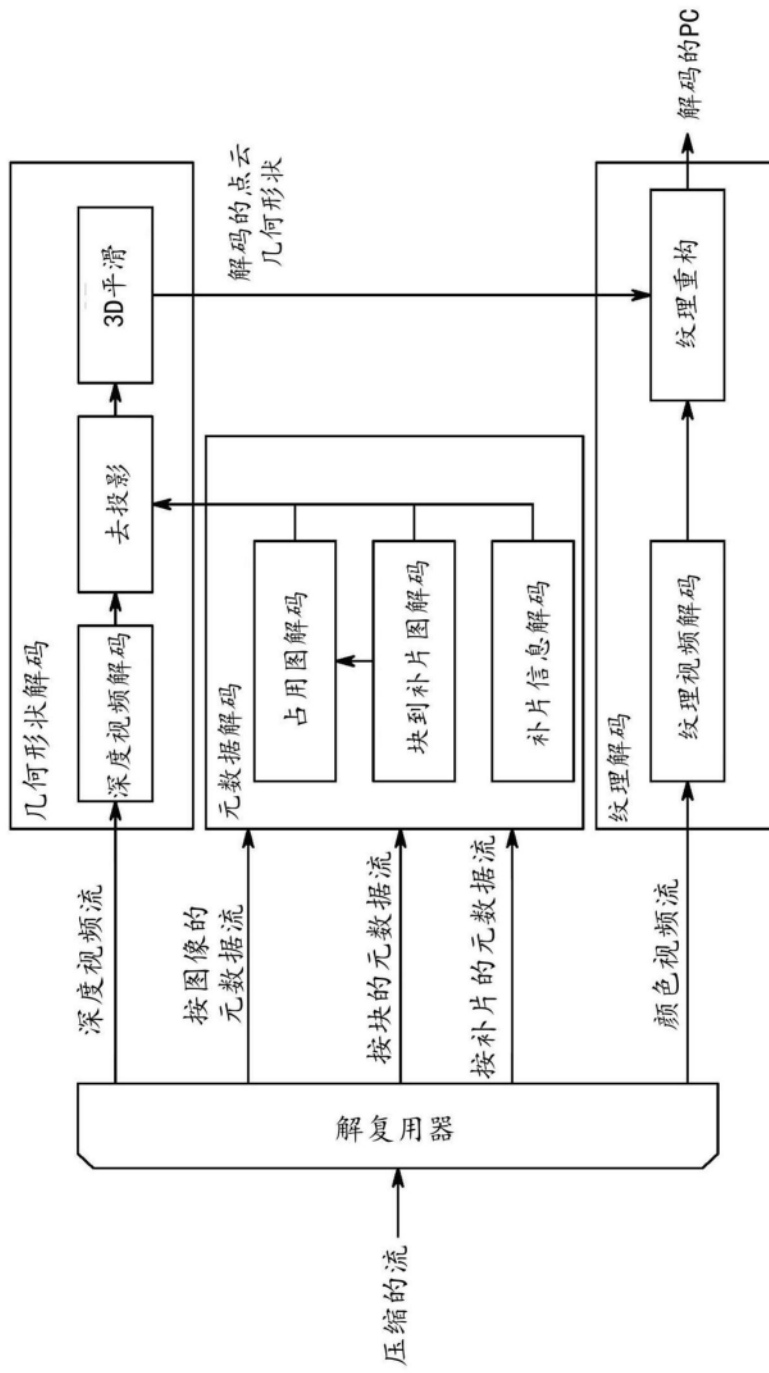 压缩的流
解复用器
深度视频流
按图像的
元数据流
按块的元数据流
按补片的元数据流
颜色视频流
几何形状解码
深度视频解码
去投影
3D平滑
元数据解码
占用图解码
块到补片图解码
补片信息解码
解码的点云
几何形状
纹理解码
纹理视频解码
纹理重构
解码的PC